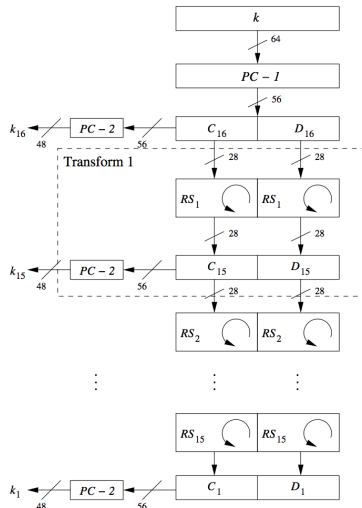 k
64
PC – 1
56
k16 48 PC – 2 56 C16 D16
Transform 1
28 28
RS1 RS1
28 28
k15 48 PC – 2 56 C15 D15
28 28
RS2 RS2
⋮ ⋮
RS15 RS15
k1 48 PC – 2 56 C1 D1